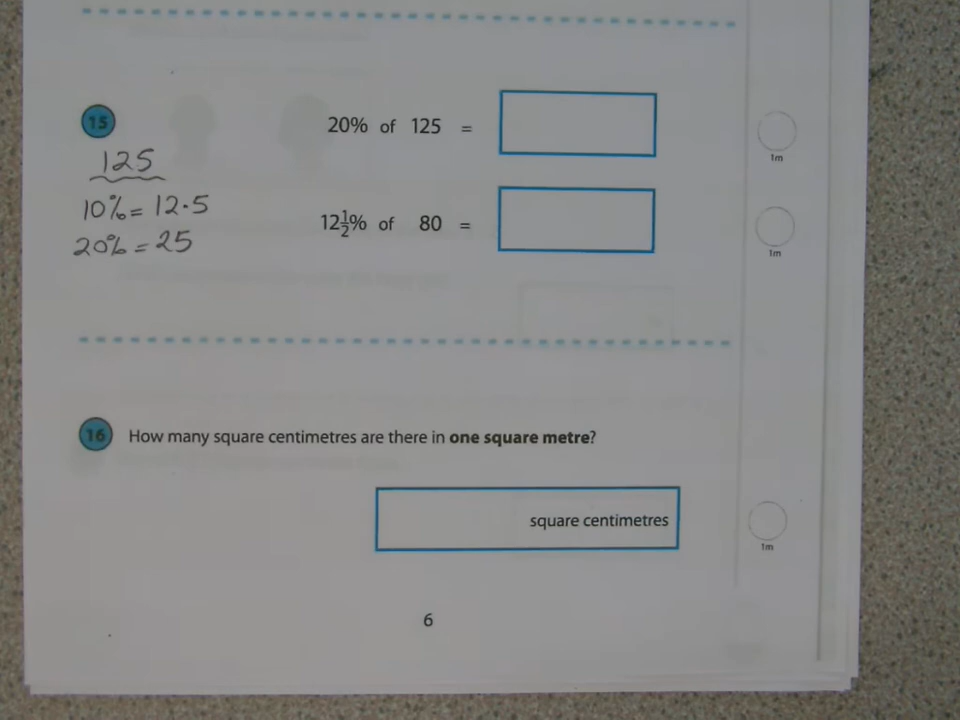 15
20% of 125 =
1m
125
10% = 12.5
20% = 25
12½% of 80 =
1m
16 How many square centimetres are there in one square metre?
square centimetres
1m
6